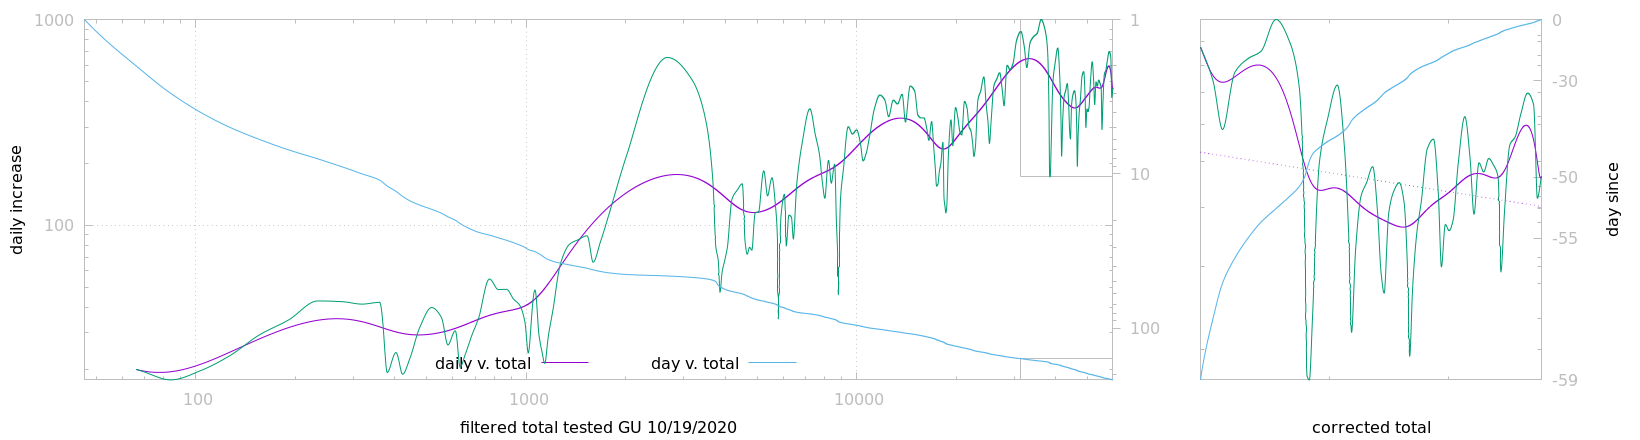 1000
100
daily increase
100
1000
10000
filtered total tested GU 10/19/2020
daily v. total
day v. total
1
10
100
0
-30
-50
-55
-59
day since
corrected total